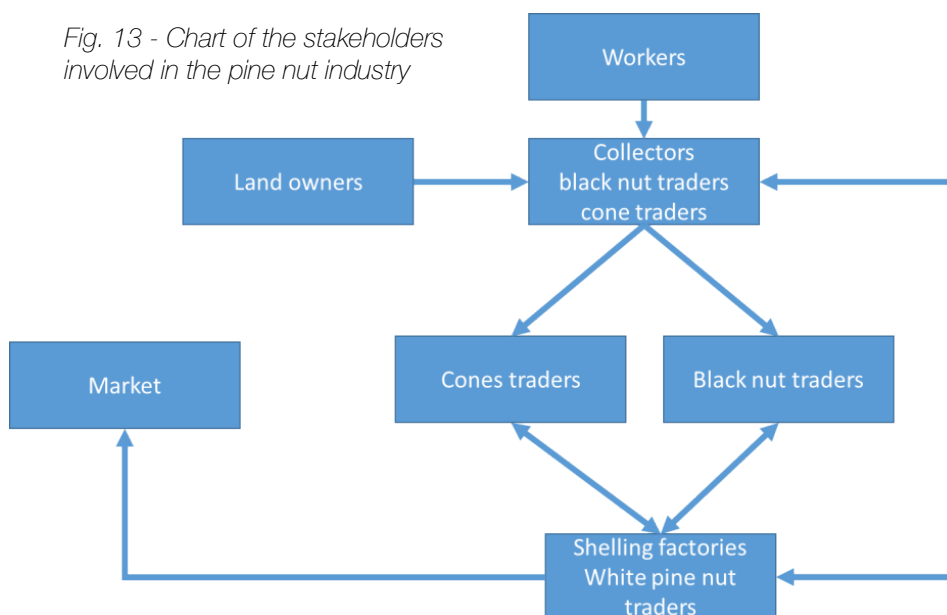 Fig. 13 - Chart of the stakeholders
involved in the pine nut industry
Workers
Land owners
Collectors
black nut traders
cone traders
Market
Cones traders
Black nut traders
Shelling factories
White pine nut
traders